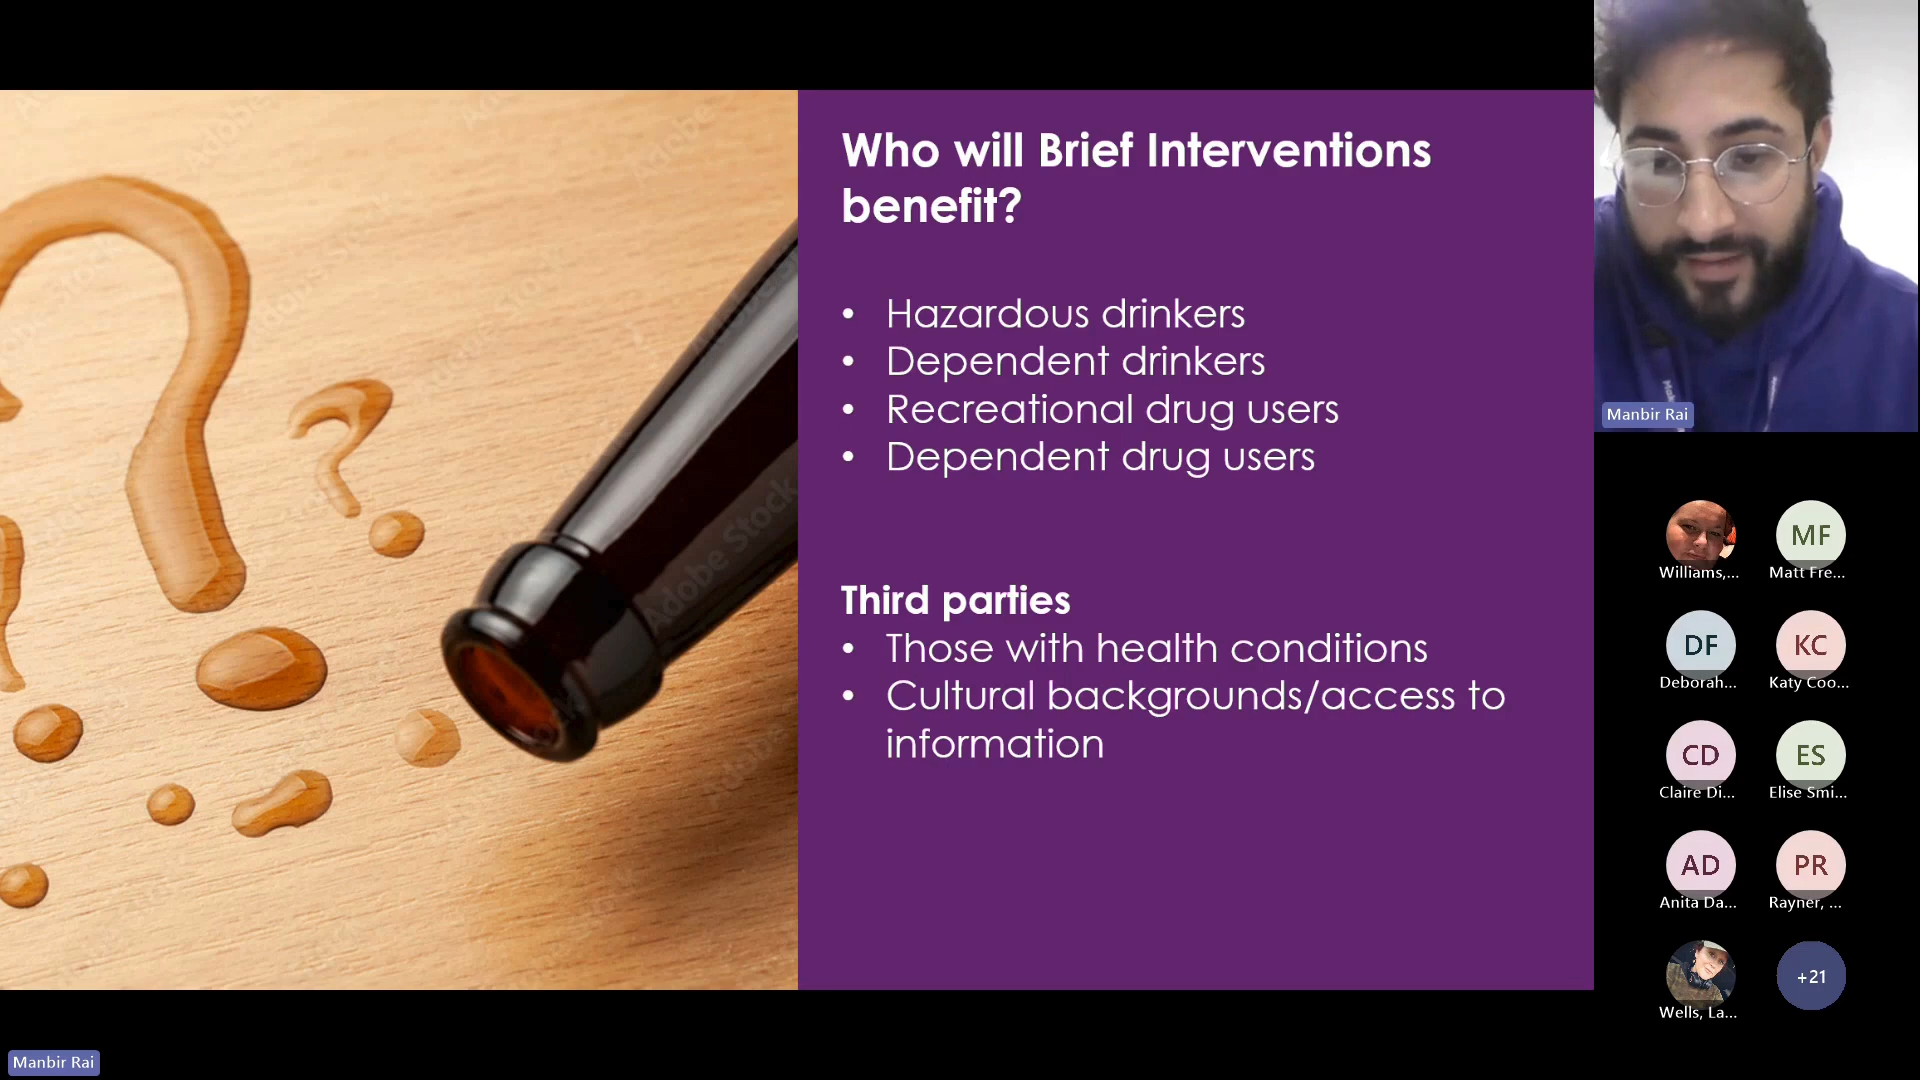 Who will Brief Interventions
benefit?
• Hazardous drinkers
• Dependent drinkers
• Recreational drug users
• Dependent drug users
Third parties
• Those with health conditions
• Cultural backgrounds/access to
information
Adobe Stock
Manbir Rai
Williams,...
MF
Matt Fre...
DF
Deborah...
KC
Katy Coo...
CD
Claire Di...
ES
Elise Smi...
AD
Anita Da...
PR
Rayner, ...
Wells, La...
+21
Manbir Rai